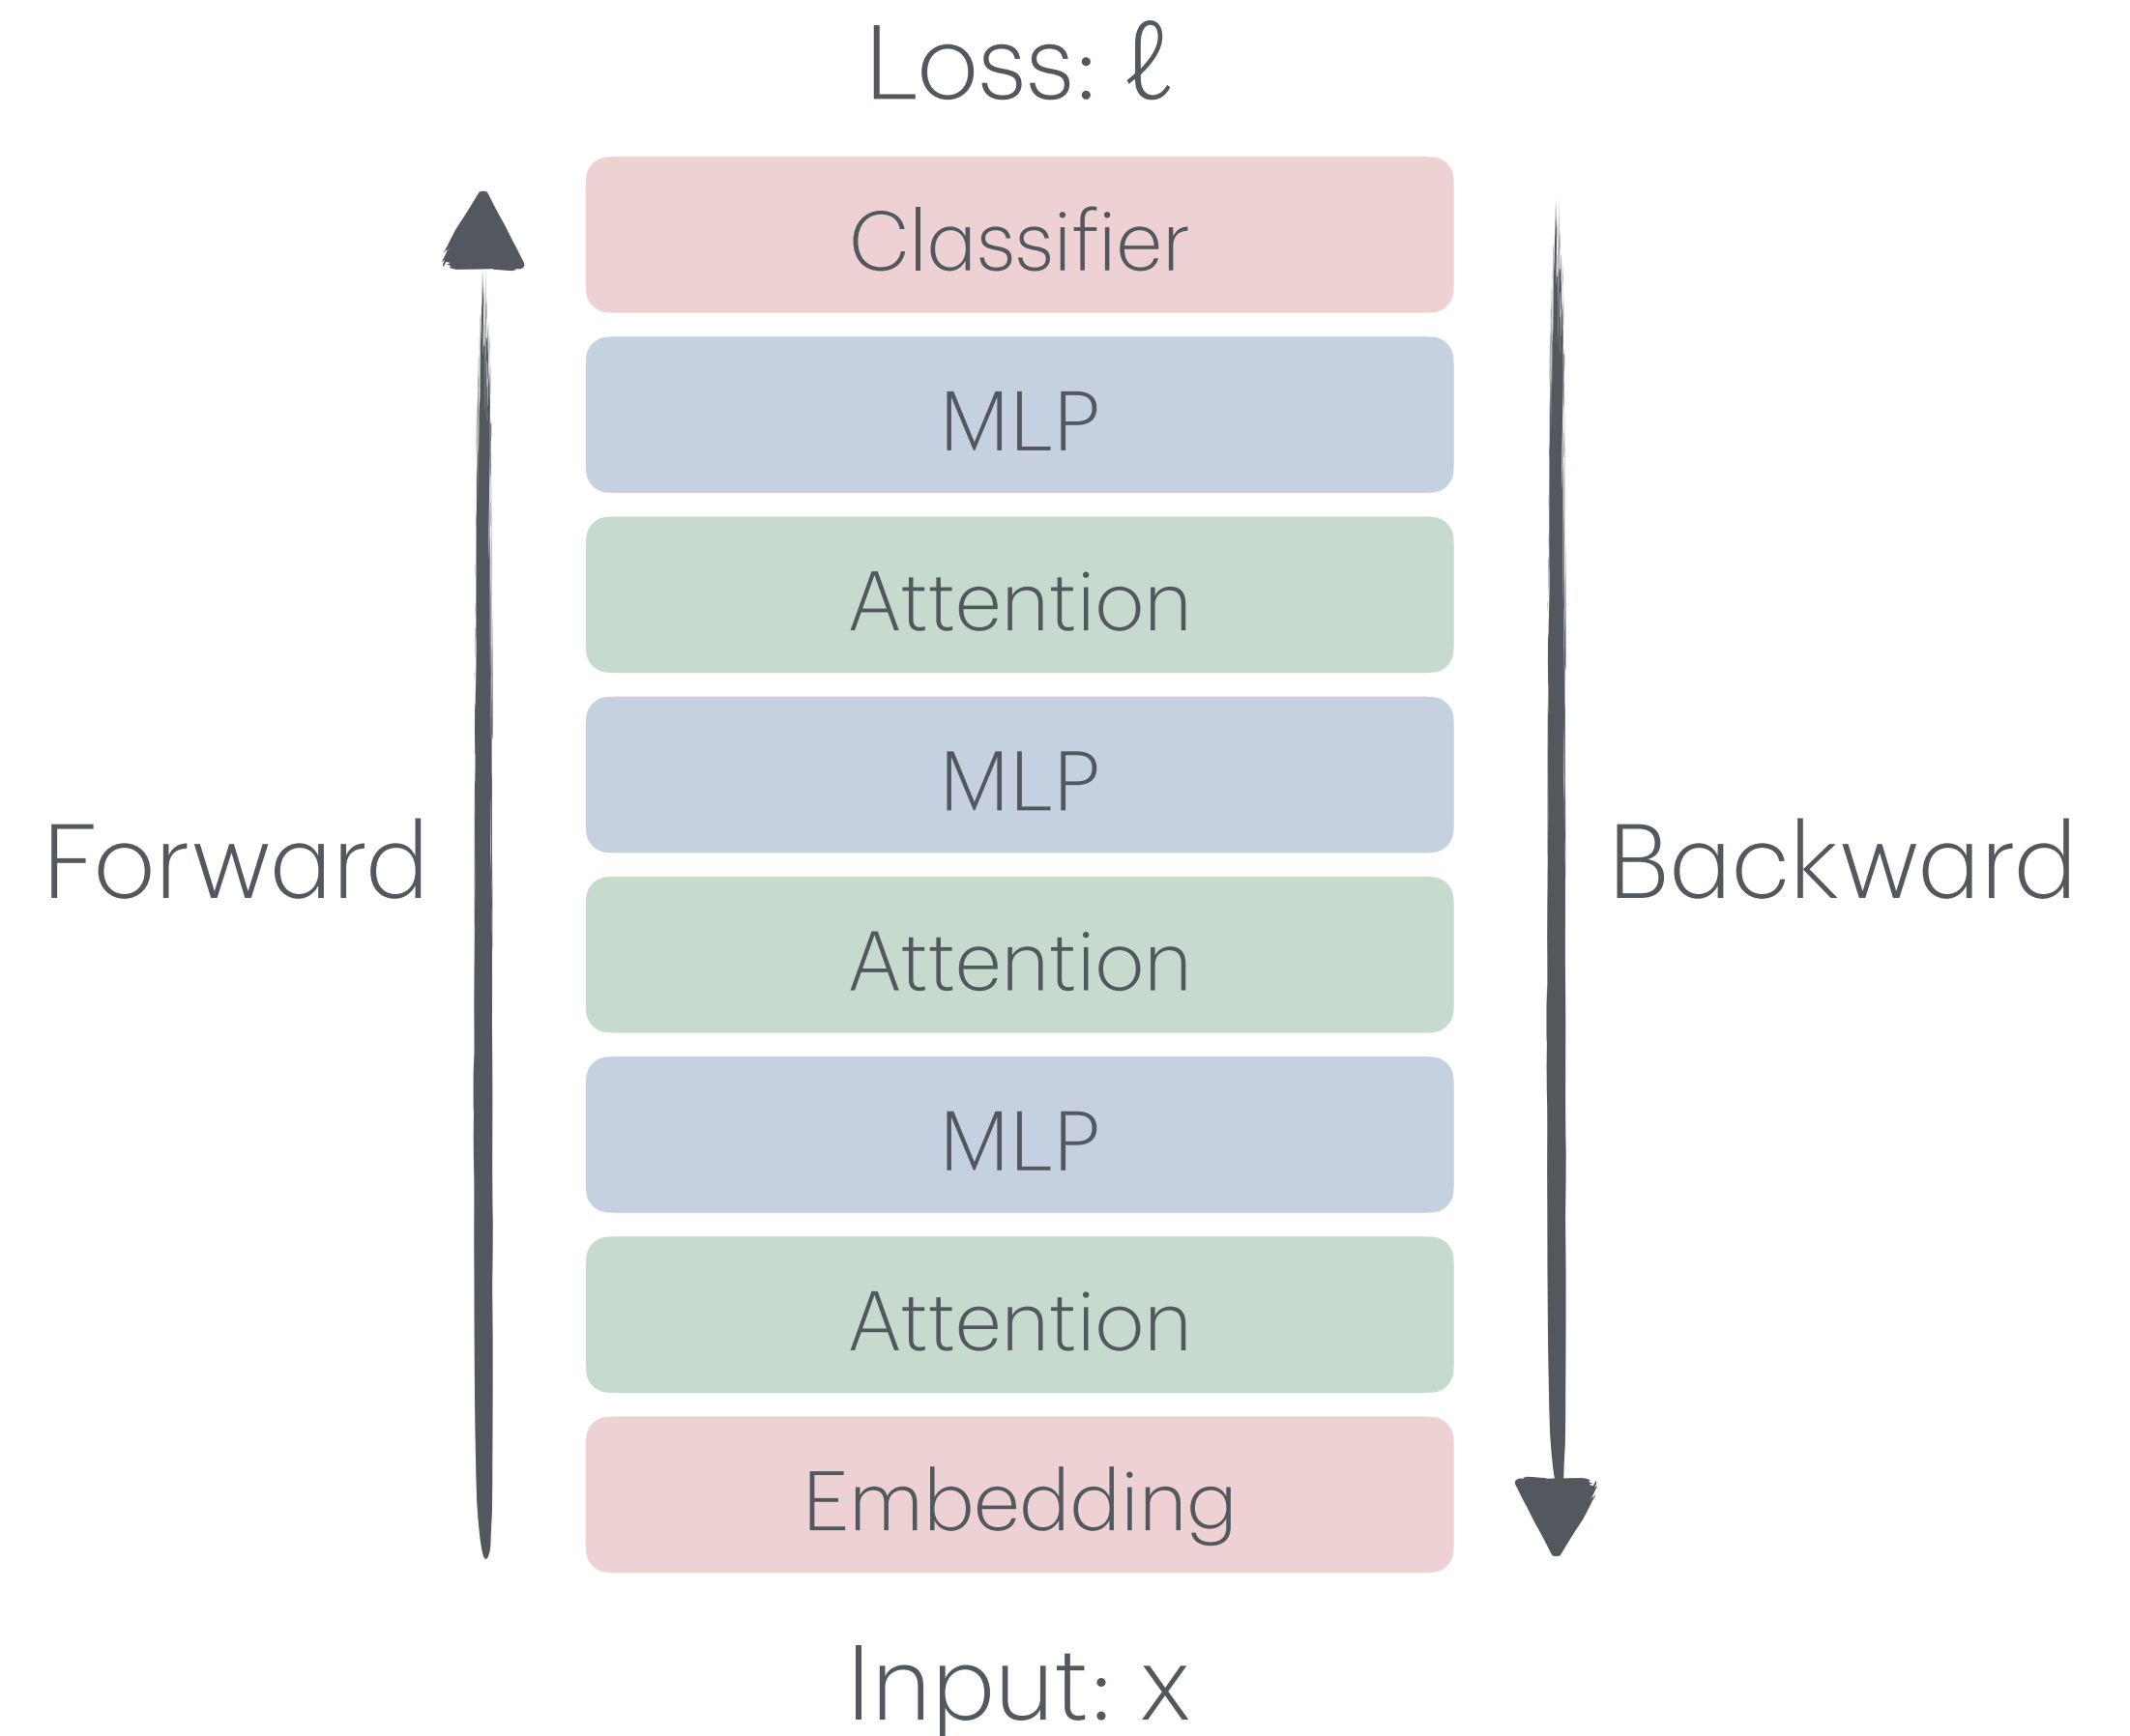 Loss: ℓ
Classifier
MLP
Attention
MLP
Forward
Backward
Attention
MLP
Attention
Embedding
Input: x